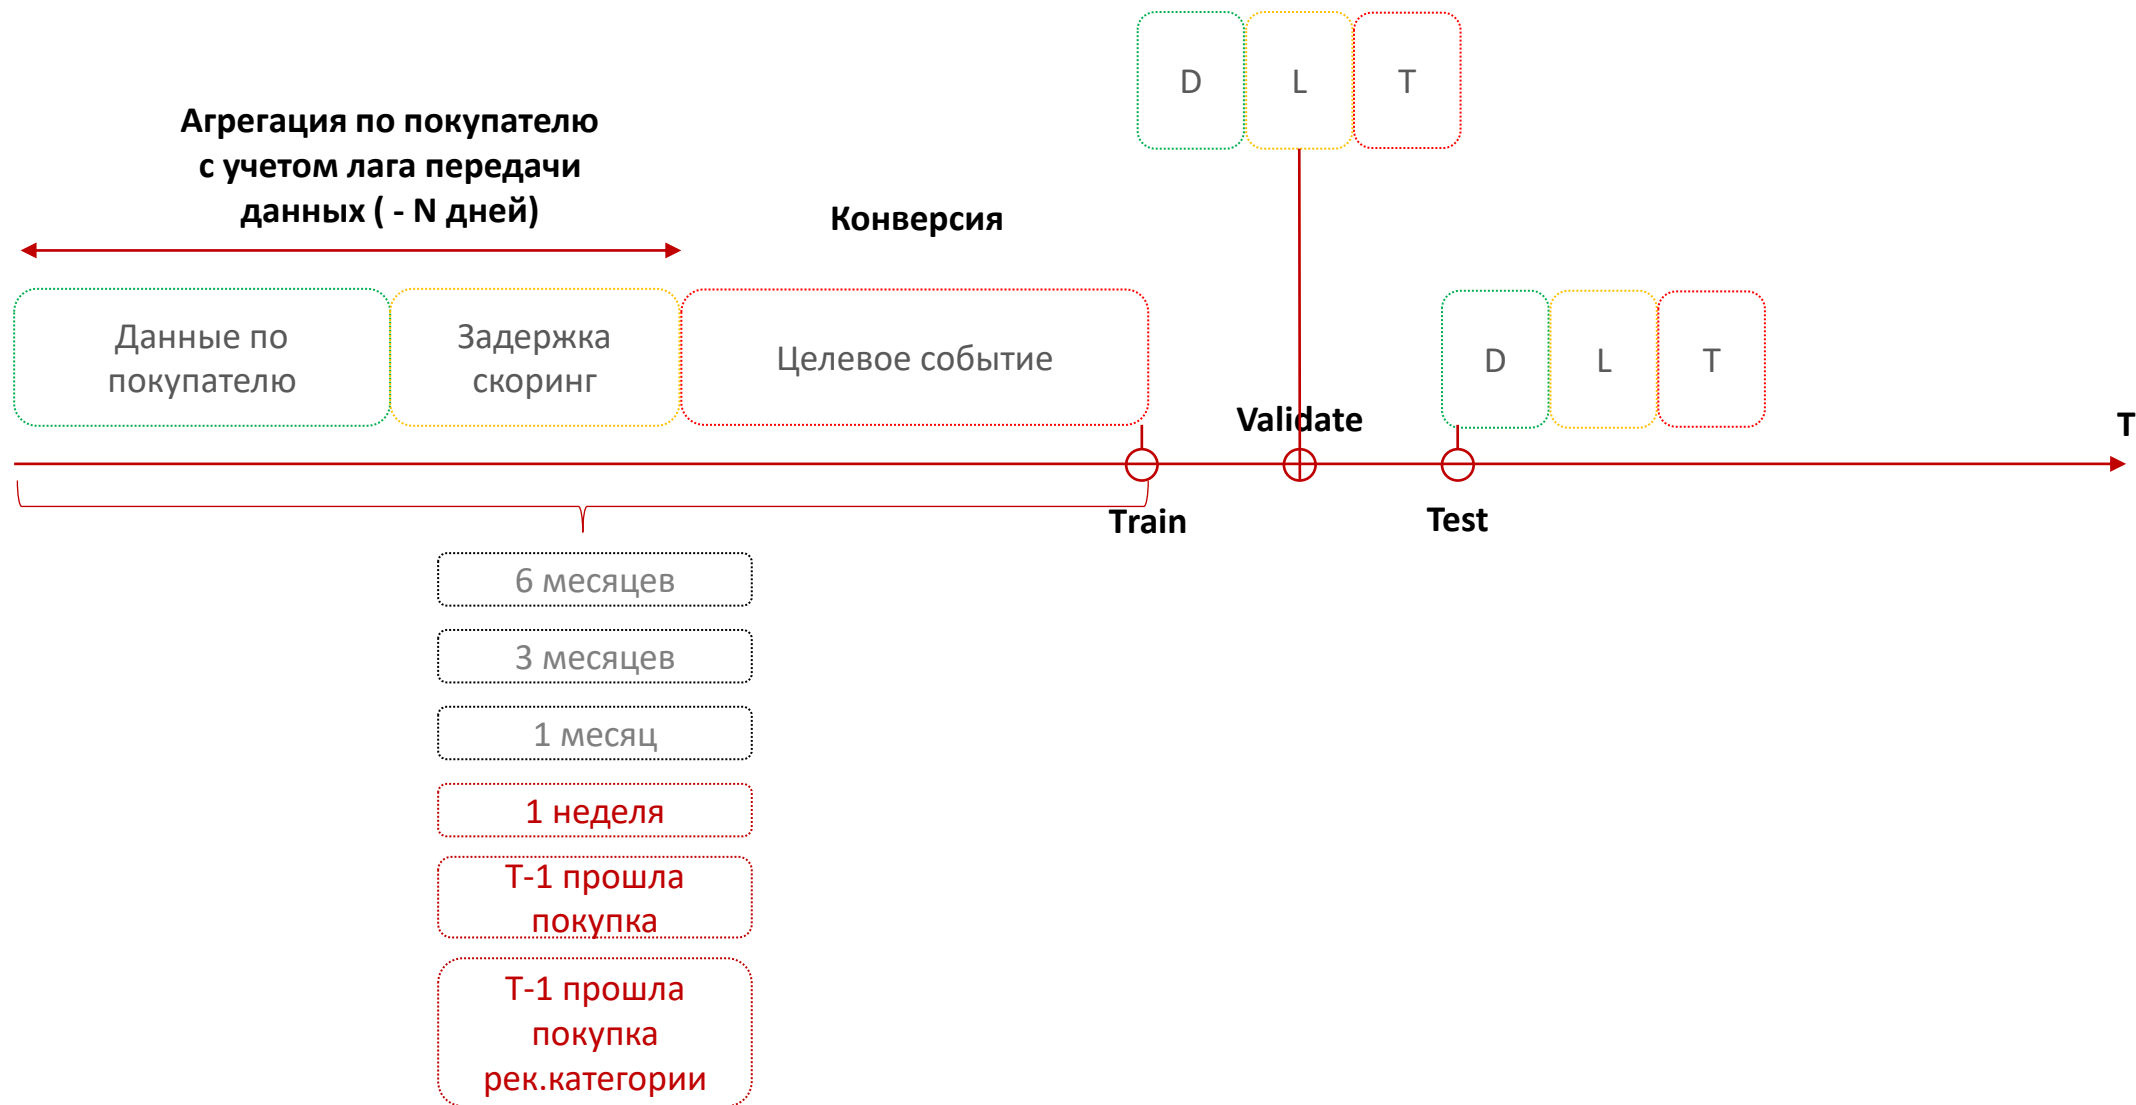 D
L
T
Агрегация по покупателю
с учетом лага передачи
данных ( - N дней)
Конверсия
Данные по
покупателю
Задержка
скоринг
Целевое событие
D
L
T
Validate
T
Train
Test
6 месяцев
3 месяцев
1 месяц
1 неделя
Т-1 прошла
покупка
Т-1 прошла
покупка
рек.категории